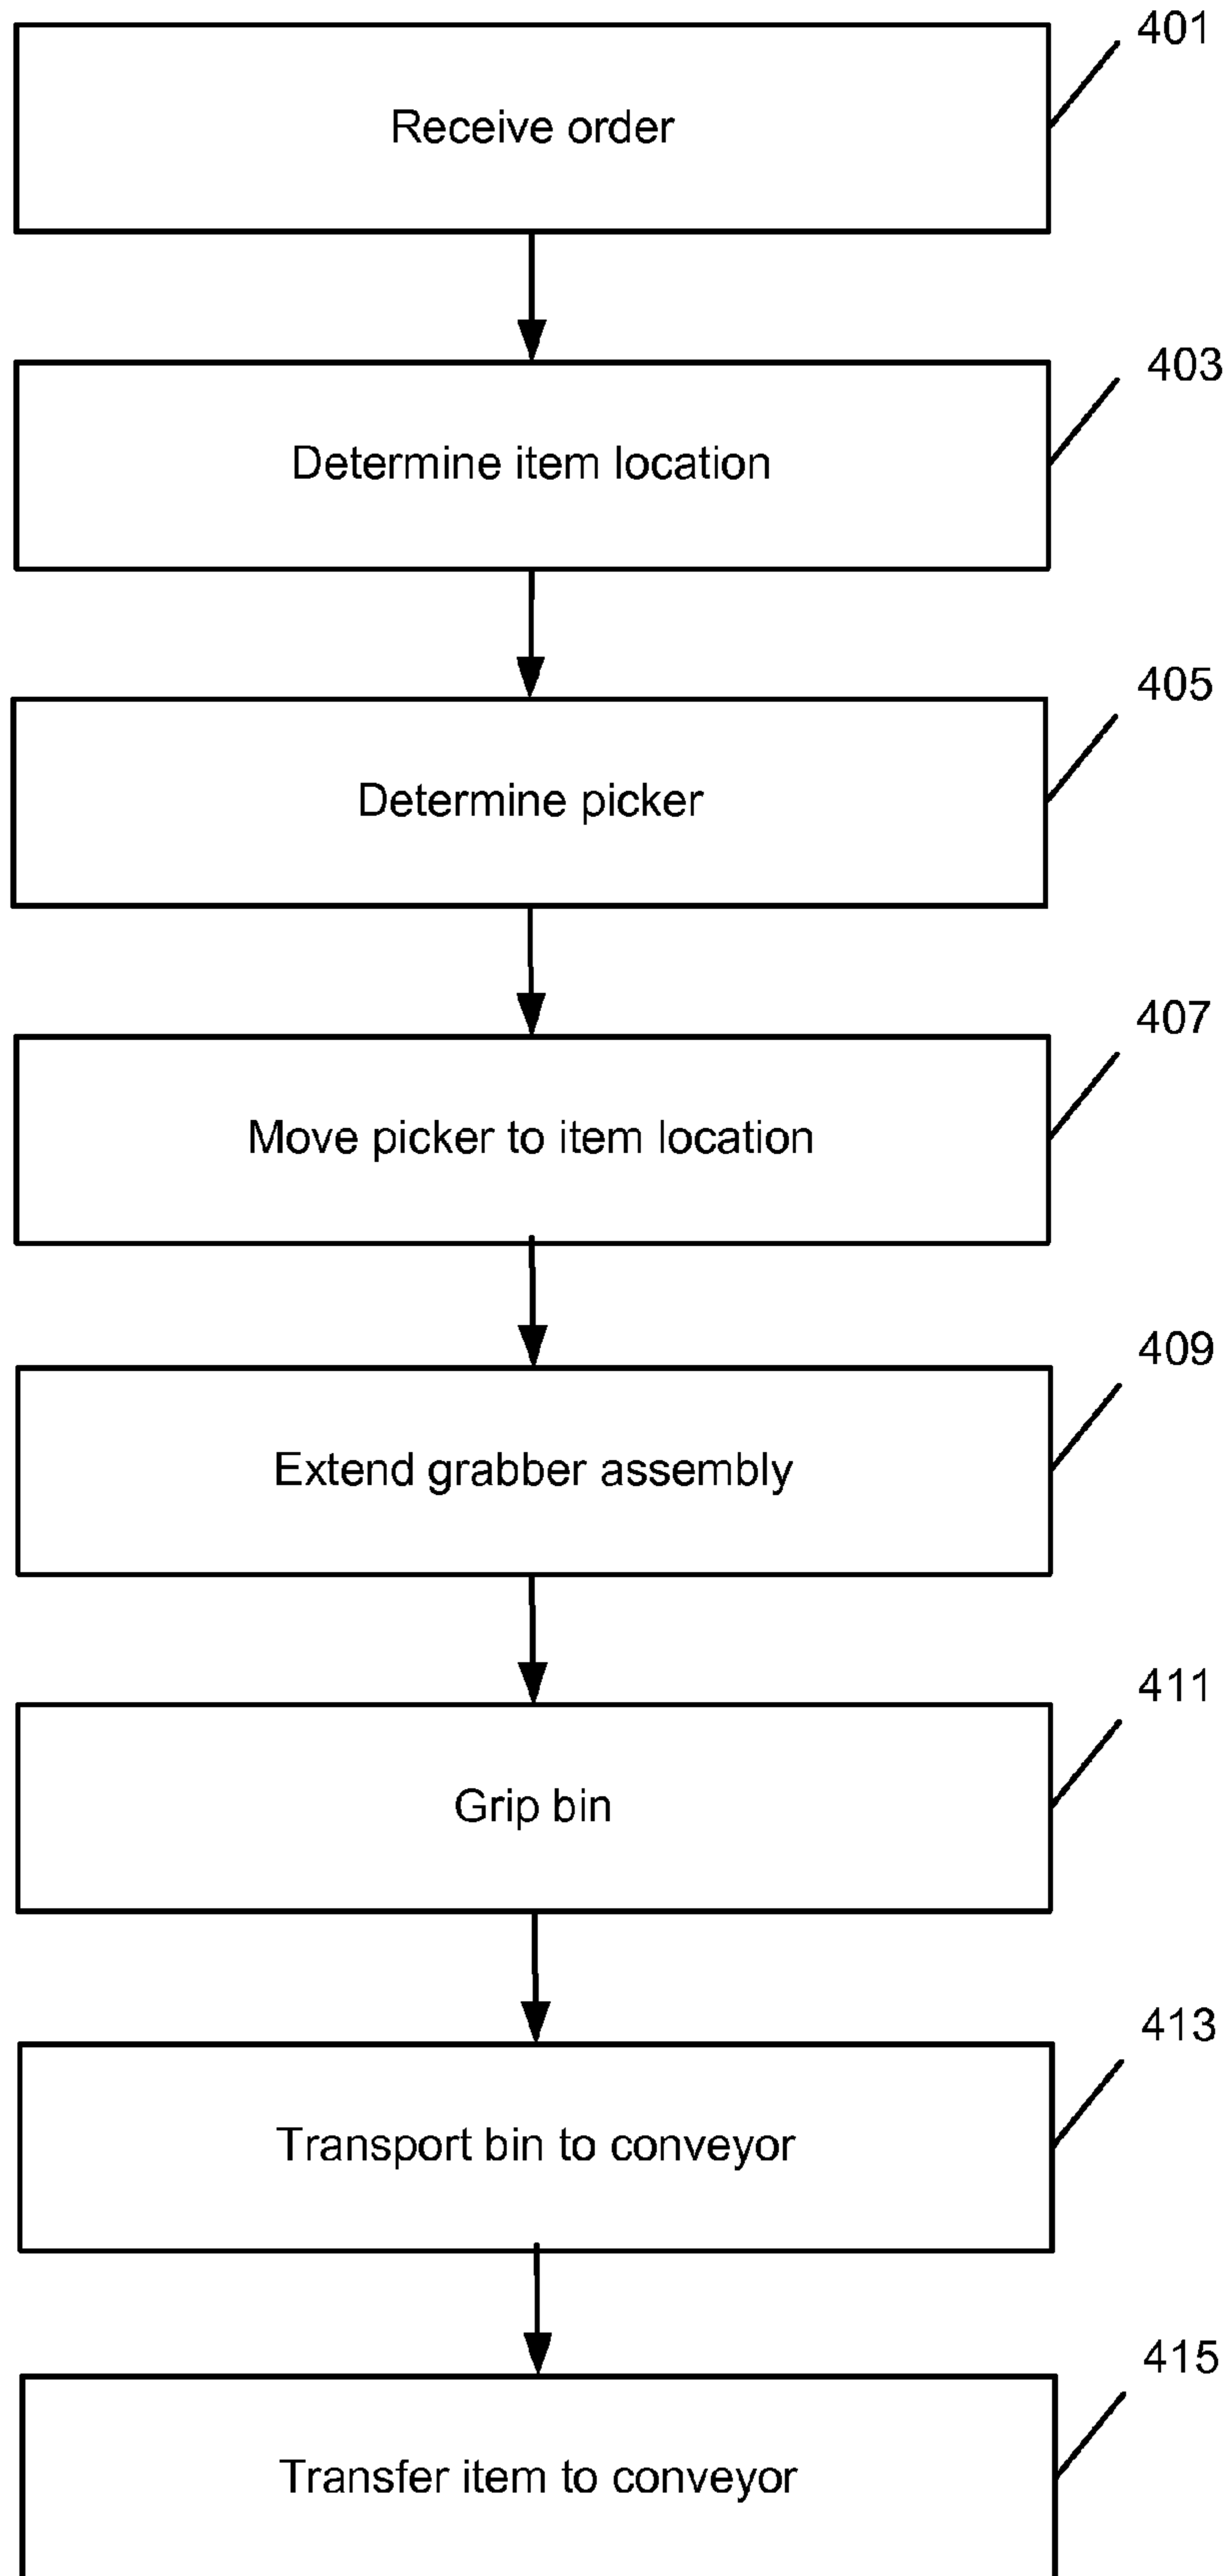 401
Receive order
403
Determine item location
405
Determine picker
407
Move picker to item location
409
Extend grabber assembly
411
Grip bin
413
Transport bin to conveyor
415
Transfer item to conveyor